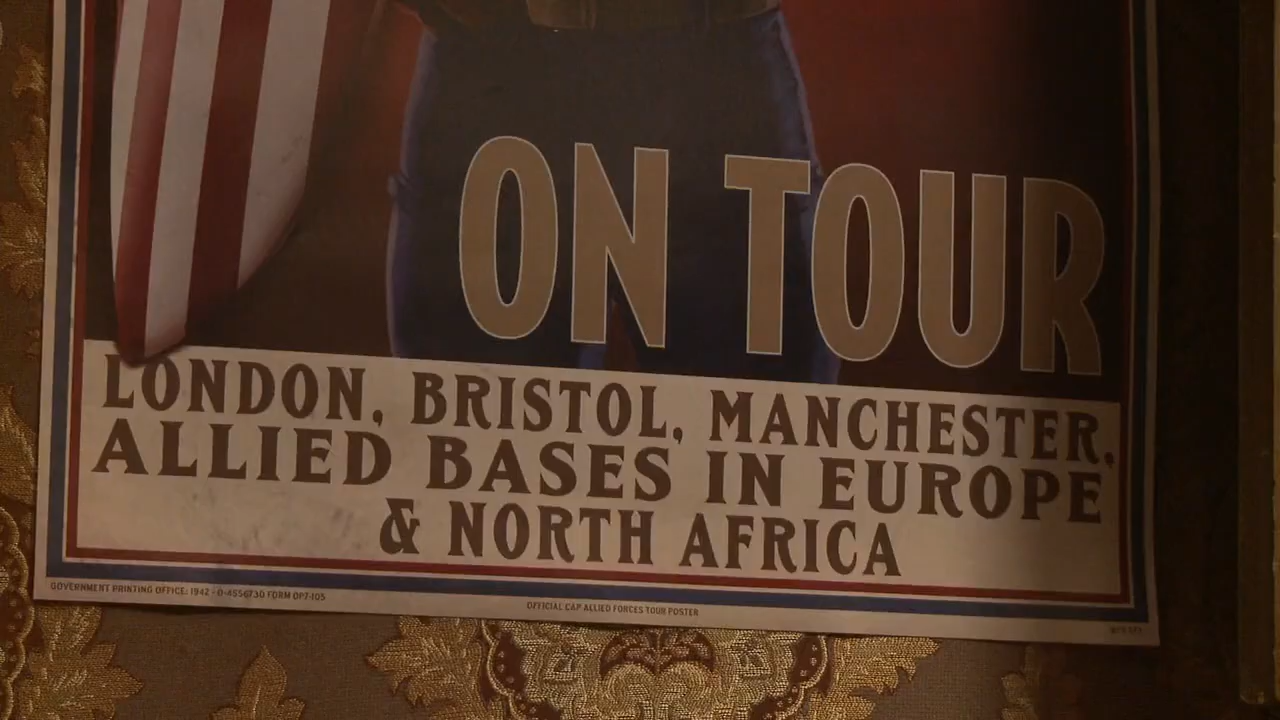 ON TOUR
LONDON, BRISTOL, MANCHESTER,
ALLIED BASES IN EUROPE
& NORTH AFRICA
GOVERNMENT PRINTING OFFICE: 1942 - O-4556730 FORM OP7-105
OFFICIAL CAP ALLIED FORCES TOUR POSTER